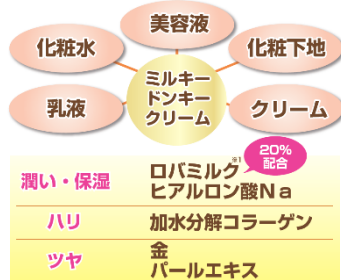 美容液
化粧水
化粧下地
ミルキー
ドンキー
クリーム
乳液
クリーム
20%
配合
潤い・保湿
ロバミルク※1
ヒアルロン酸Na
ハリ
加水分解コラーゲン
ツヤ
金
パールエキス